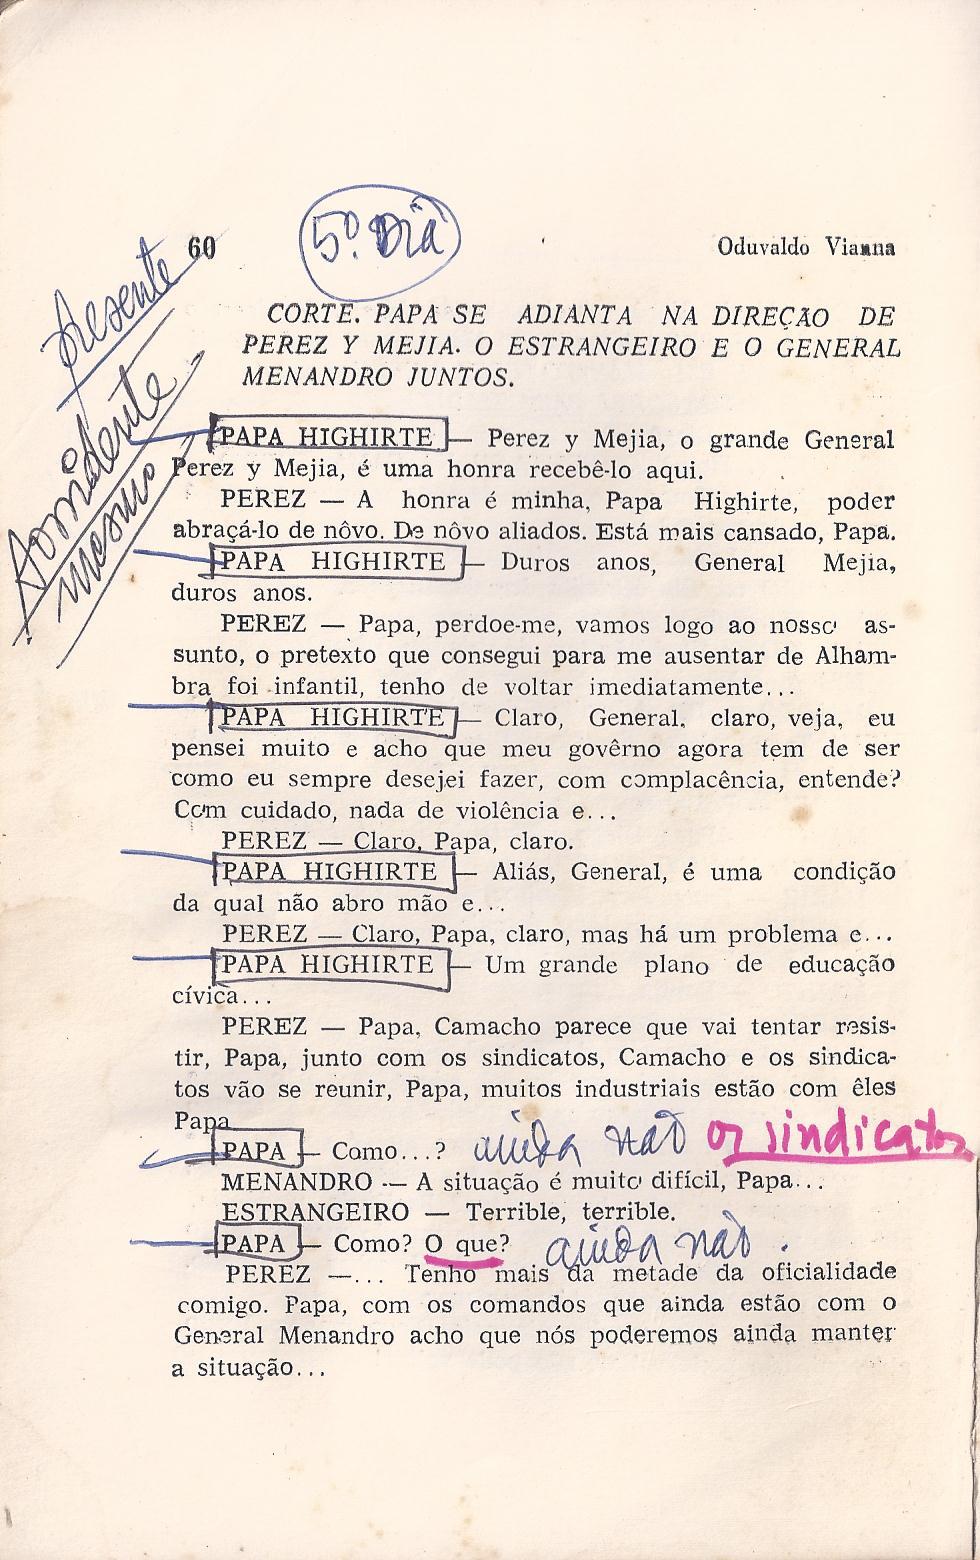 5º. DIA
60 Oduvaldo Vianna
presente
mesmo
CORTE. PAPA SE ADIANTA NA DIREÇÃO DE
PEREZ Y MEJIA. O ESTRANGEIRO E O GENERAL
MENANDRO JUNTOS.
PAPA HIGHIRTE — Perez y Mejia, o grande General
Perez y Mejia, é uma honra recebê-lo aqui.
PEREZ — A honra é minha, Papa Highirte, poder
abraçá-lo de nôvo. De nôvo aliados. Está mais cansado, Papa.
PAPA HIGHIRTE — Duros anos, General Mejia,
duros anos.
PEREZ — Papa, perdoe-me, vamos logo ao nosso as-
sunto, o pretexto que consegui para me ausentar de Alham-
bra foi infantil, tenho de voltar imediatamente...
PAPA HIGHIRTE — Claro, General, claro, veja, eu
pensei muito e acho que meu govêrno agora tem de ser
como eu sempre desejei fazer, com complacência, entende?
Com cuidado, nada de violência e...
PEREZ — Claro, Papa, claro.
PAPA HIGHIRTE — Aliás, General, é uma condição
da qual não abro mão e...
PEREZ — Claro, Papa, claro, mas há um problema e...
PAPA HIGHIRTE — Um grande plano de educação
cívica...
PEREZ — Papa, Camacho parece que vai tentar resis-
tir, Papa, junto com os sindicatos, Camacho e os sindica-
tos vão se reunir, Papa, muitos industriais estão com êles
Papa
PAPA — Como...? ainda não os sindicatos
MENANDRO — A situação é muito difícil, Papa...
ESTRANGEIRO — Terrible, terrible.
PAPA — Como? O que? ainda não.
PEREZ —... Tenho mais da metade da oficialidade
comigo. Papa, com os comandos que ainda estão com o
General Menandro acho que nós poderemos ainda manter
a situação...